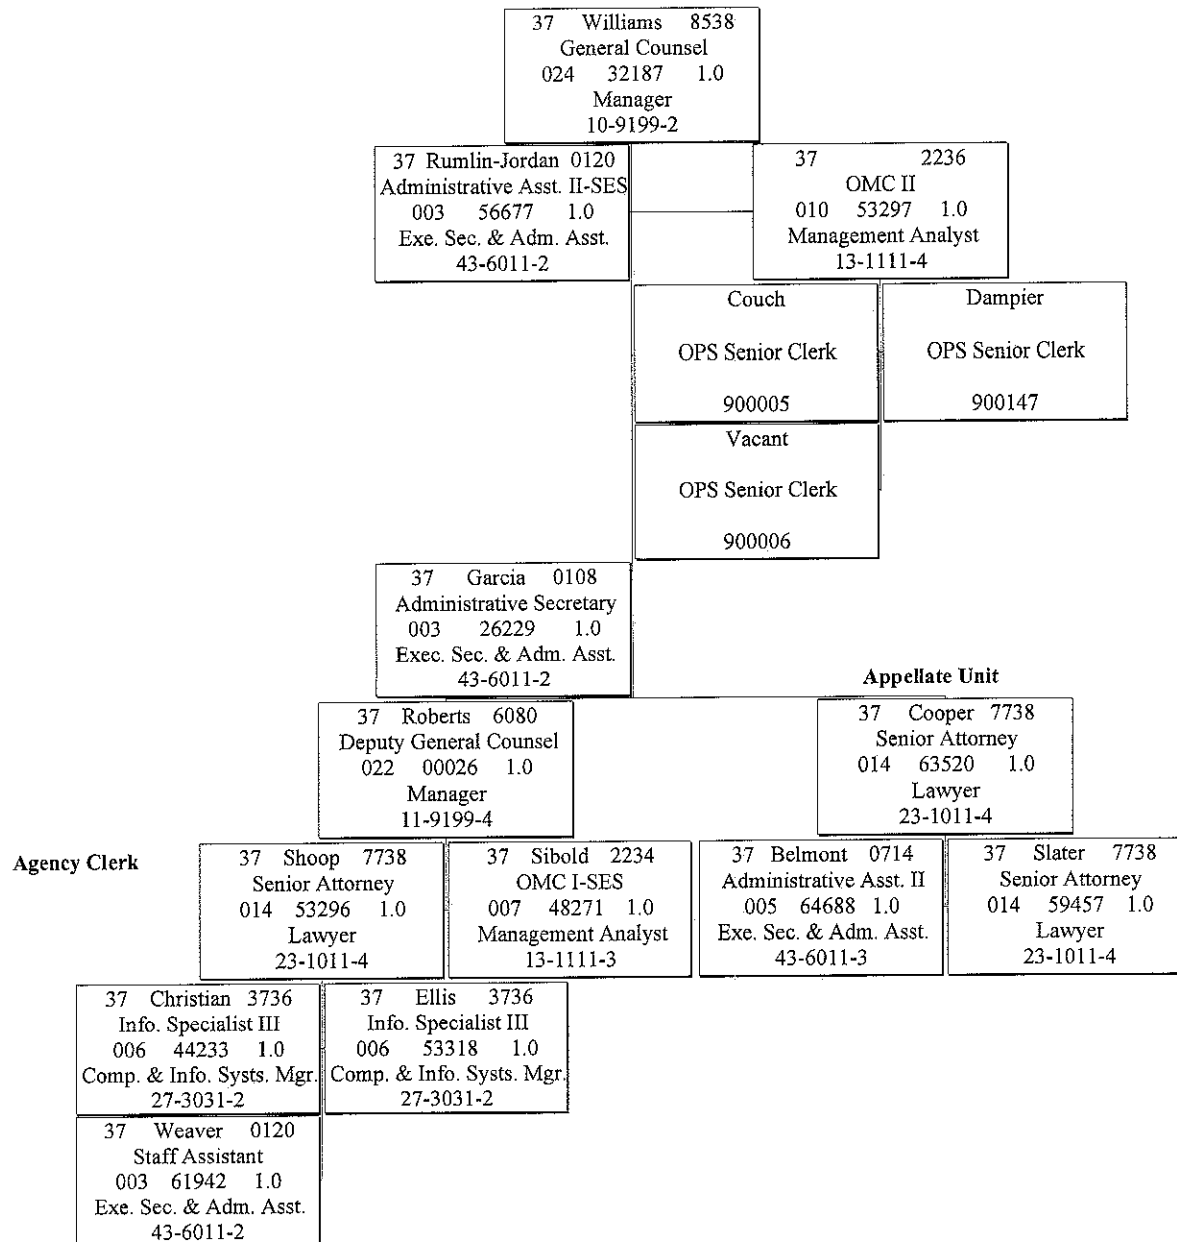 37 Williams 8538
General Counsel
024 32187 1.0
Manager
10-9199-2
37 Rumlin-Jordan 0120
Administrative Asst. II-SES
003 56677 1.0
Exe. Sec. & Adm. Asst.
43-6011-2
37 2236
OMC II
010 53297 1.0
Management Analyst
13-1111-4
Couch
OPS Senior Clerk
900005
Dampier
OPS Senior Clerk
900147
Vacant
OPS Senior Clerk
900006
37 Garcia 0108
Administrative Secretary
003 26229 1.0
Exec. Sec. & Adm. Asst.
43-6011-2
Appellate Unit
37 Roberts 6080
Deputy General Counsel
022 00026 1.0
Manager
11-9199-4
37 Cooper 7738
Senior Attorney
014 63520 1.0
Lawyer
23-1011-4
Agency Clerk
37 Shoop 7738
Senior Attorney
014 53296 1.0
Lawyer
23-1011-4
37 Sibold 2234
OMC I-SES
007 48271 1.0
Management Analyst
13-1111-3
37 Belmont 0714
Administrative Asst. II
005 64688 1.0
Exe. Sec. & Adm. Asst.
43-6011-3
37 Slater 7738
Senior Attorney
014 59457 1.0
Lawyer
23-1011-4
37 Christian 3736
Info. Specialist III
006 44233 1.0
Comp. & Info. Systs. Mgr.
27-3031-2
37 Ellis 3736
Info. Specialist III
006 53318 1.0
Comp. & Info. Systs. Mgr.
27-3031-2
37 Weaver 0120
Staff Assistant
003 61942 1.0
Exe. Sec. & Adm. Asst.
43-6011-2